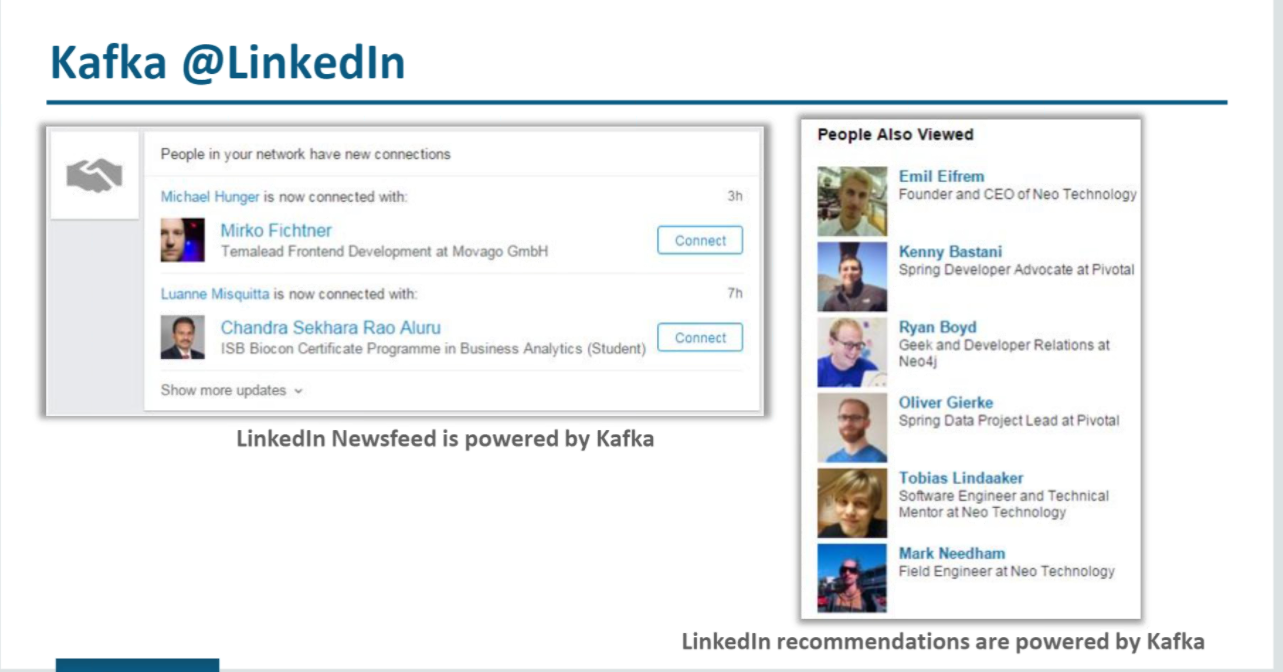 Kafka @LinkedIn
People in your network have new connections
Michael Hunger is now connected with:
3h
Mirko Fichtner
Temalead Frontend Development at Movago GmbH
Connect
Luanne Misquitta is now connected with:
7h
Chandra Sekhara Rao Aluru
ISB Biocon Certificate Programme in Business Analytics (Student)
Connect
Show more updates
LinkedIn Newsfeed is powered by Kafka
People Also Viewed
Emil Eifrem
Founder and CEO of Neo Technology
Kenny Bastani
Spring Developer Advocate at Pivotal
Ryan Boyd
Geek and Developer Relations at
Neo4j
Oliver Gierke
Spring Data Project Lead at Pivotal
Tobias Lindaaker
Software Engineer and Technical
Mentor at Neo Technology
Mark Needham
Field Engineer at Neo Technology
LinkedIn recommendations are powered by Kafka